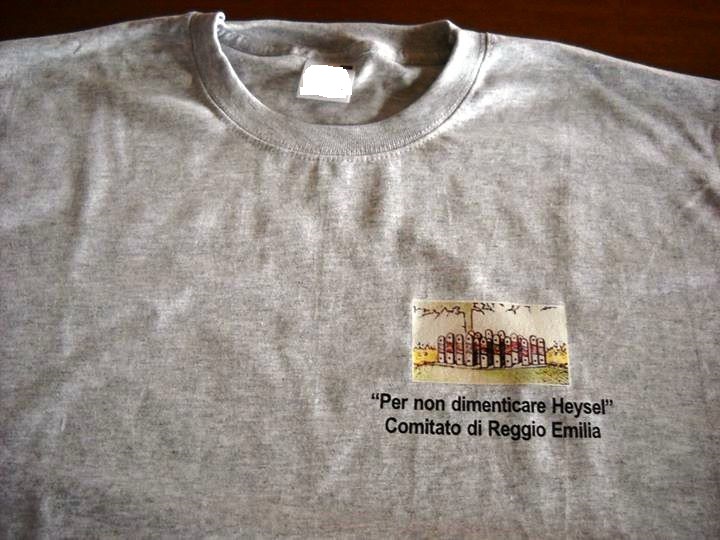 “Per non dimenticare Heysel”
Comitato di Reggio Emilia